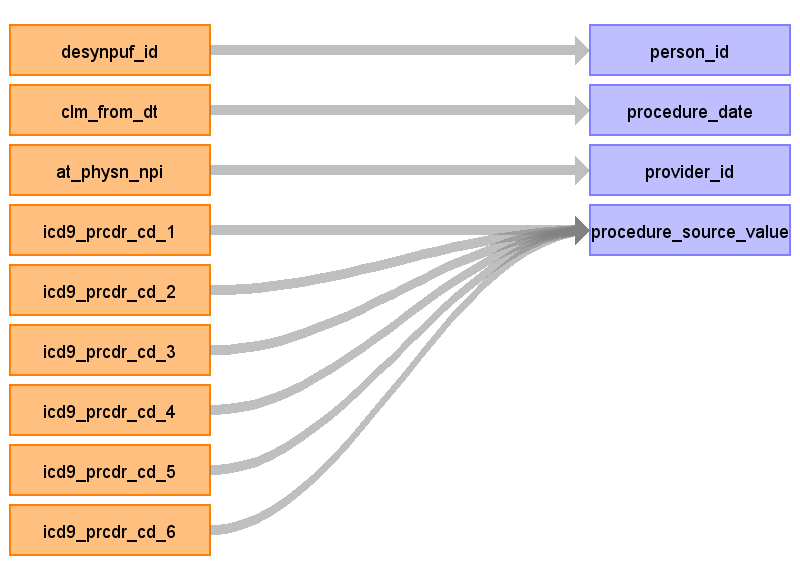 desynpuf_id
person_id
clm_from_dt
procedure_date
at_physn_npi
provider_id
icd9_prcdr_cd_1
procedure_source_value
icd9_prcdr_cd_2
icd9_prcdr_cd_3
icd9_prcdr_cd_4
icd9_prcdr_cd_5
icd9_prcdr_cd_6